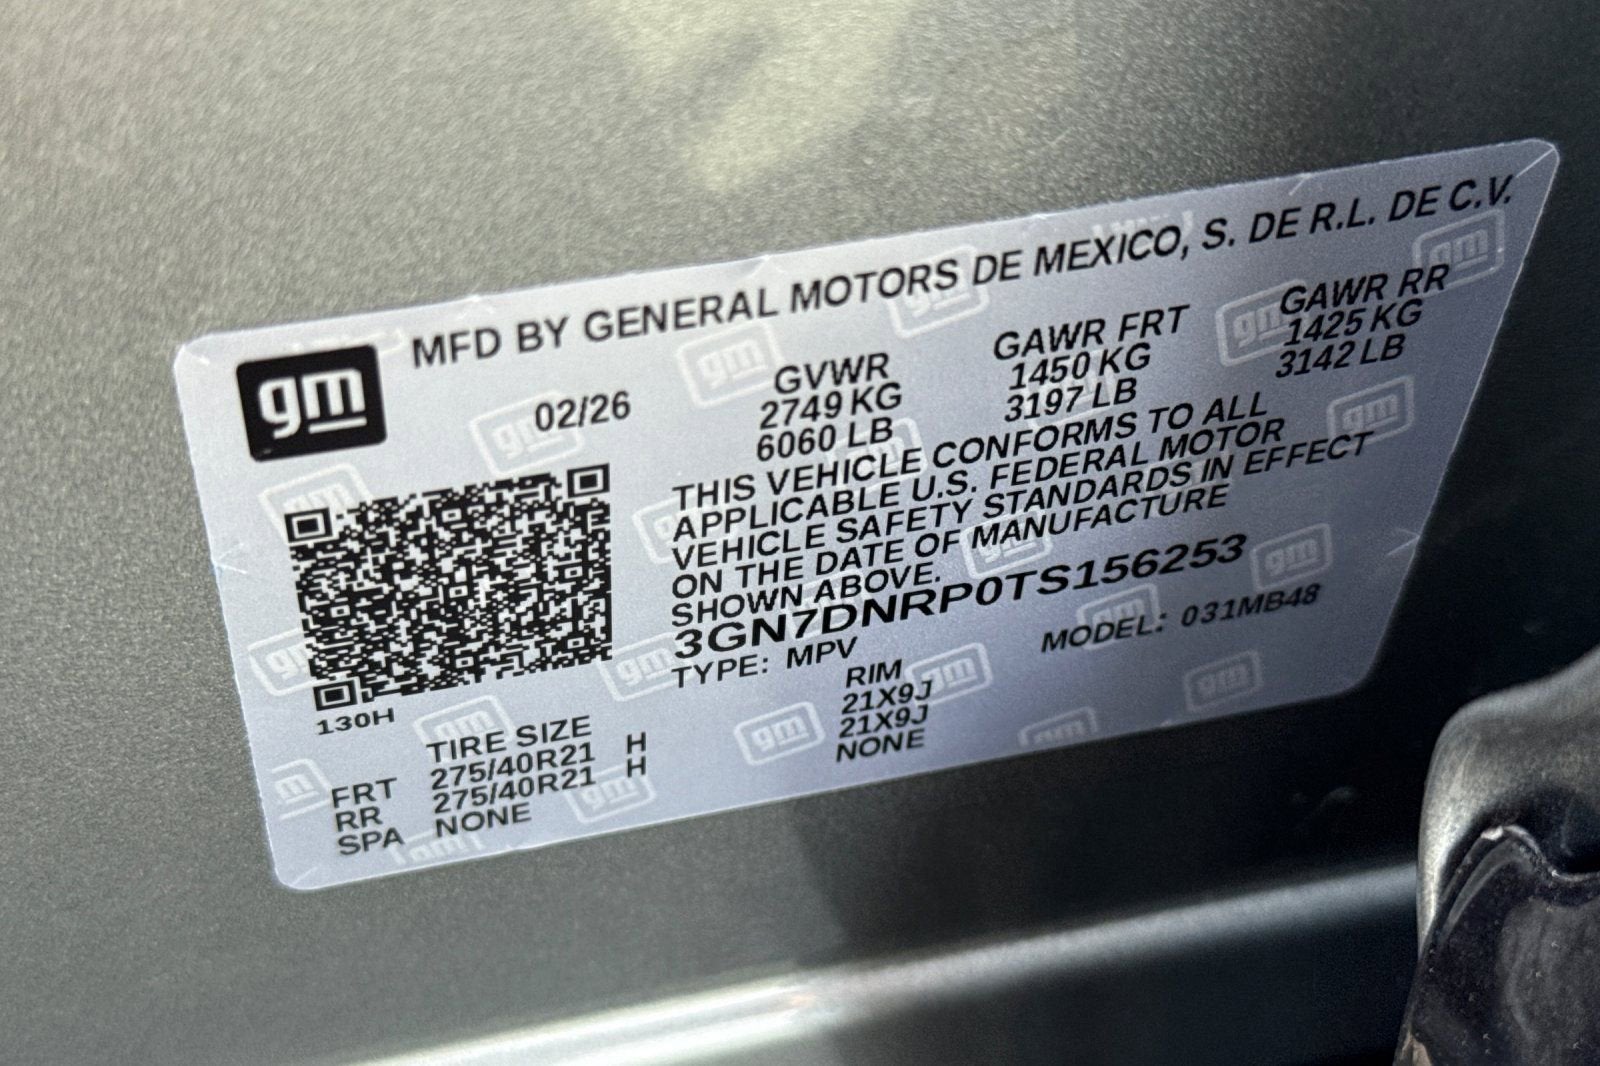 gm
MFD BY GENERAL MOTORS DE MEXICO, S. DE R.L. DE C.V.
02/26
GVWR
2749 KG
6060 LB
GAWR FRT
1450 KG
3197 LB
GAWR RR
1425 KG
3142 LB
THIS VEHICLE CONFORMS TO ALL
APPLICABLE U.S. FEDERAL MOTOR
VEHICLE SAFETY STANDARDS IN EFFECT
ON THE DATE OF MANUFACTURE
SHOWN ABOVE.
3GN7DNRP0TS156253
TYPE: MPV MODEL: 031MB48
130H
TIRE SIZE RIM
FRT 275/40R21 H 21X9J
RR 275/40R21 H 21X9J
SPA NONE NONE